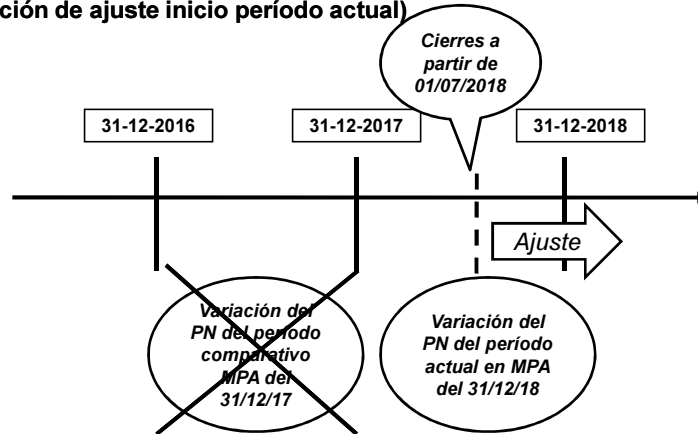 ción de ajuste inicio período actual)
Cierres a
partir de
01/07/2018
31-12-2016
31-12-2017
31-12-2018
Ajuste
Variación del
PN del período
comparativo
MPA del
31/12/17
Variación del
PN del período
actual en MPA
del 31/12/18